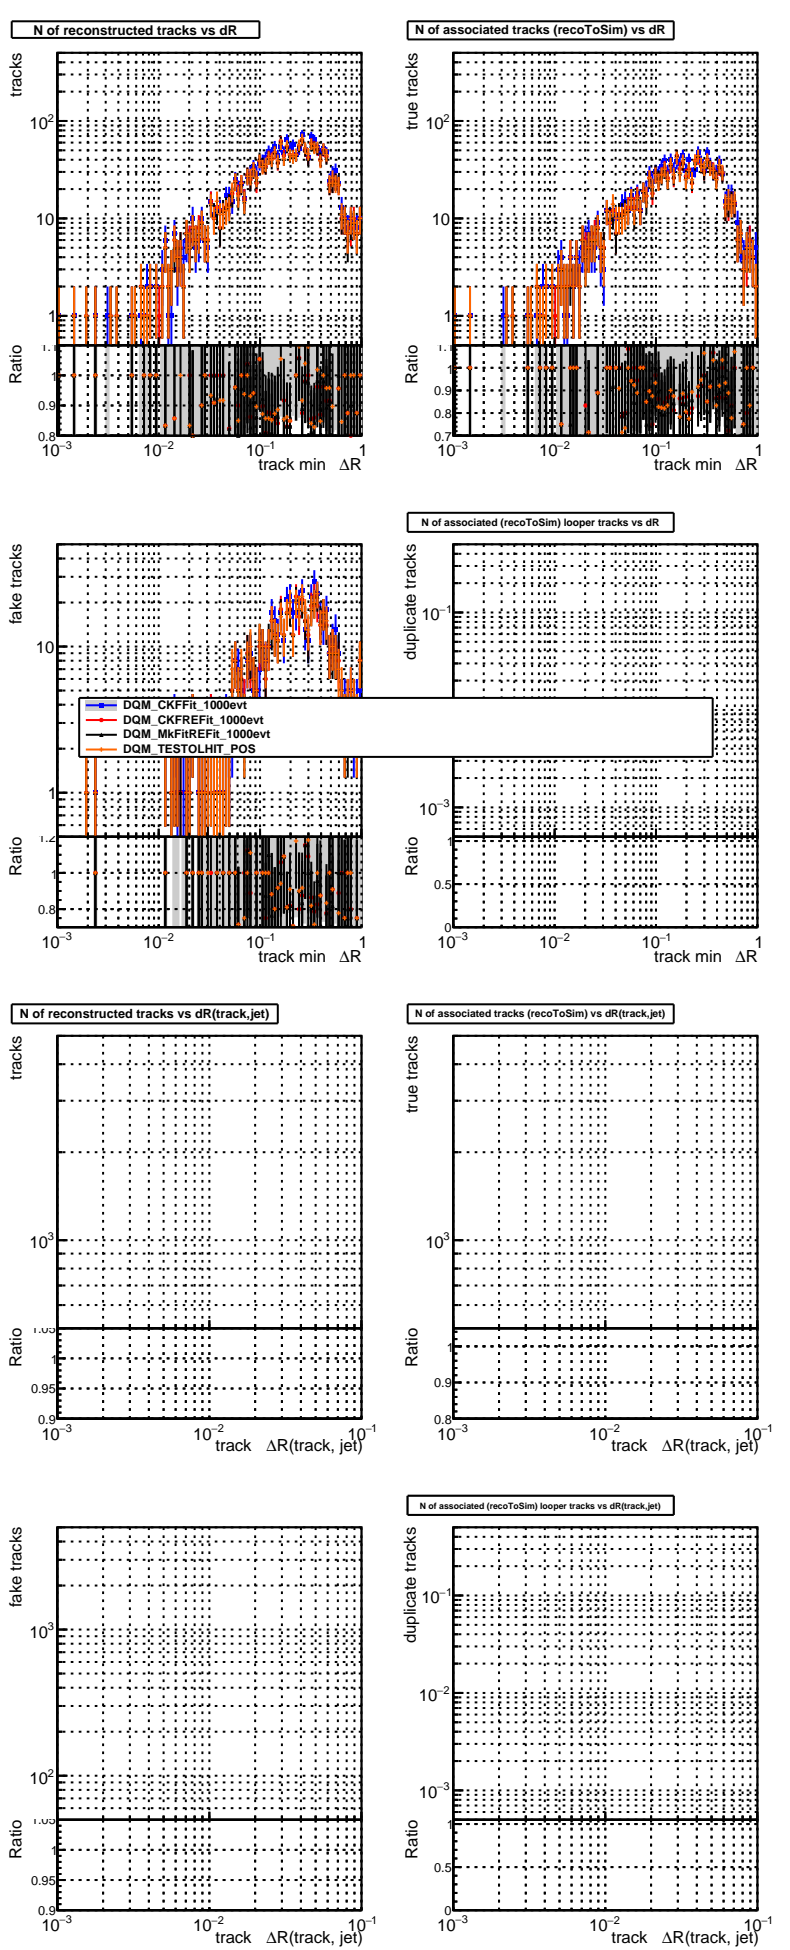 N of reconstructed tracks vs dR
N of associated tracks (recoToSim) vs dR
tracks
10²
10
1
Ratio
1.1
1
0.9
0.8
10⁻³ 10⁻² 10⁻¹ 1
track min ΔR
true tracks
10²
10
1
Ratio
1.1
1
0.9
0.8
0.7
10⁻³ 10⁻² 10⁻¹ 1
track min ΔR
N of associated (recoToSim) looper tracks vs dR
fake tracks
10
1
Ratio
1.2
1
0.8
10⁻³ 10⁻² 10⁻¹ 1
track min ΔR
duplicate tracks
10⁻¹
10⁻³
Ratio
1
0.5
0
10⁻³ 10⁻² 10⁻¹ 1
track min ΔR
DQM_CKFFit_1000evt
DQM_CKFREFit_1000evt
DQM_MkFitREFit_1000evt
DQM_TESTOLHIT_POS
N of reconstructed tracks vs dR(track,jet)
N of associated tracks (recoToSim) vs dR(track,jet)
tracks
10³
Ratio
1.05
1
0.95
0.9
10⁻³ 10⁻² 10⁻¹
track ΔR(track, jet)
true tracks
10³
Ratio
1
0.9
0.8
10⁻³ 10⁻² 10⁻¹
track ΔR(track, jet)
N of associated (recoToSim) looper tracks vs dR(track,jet)
fake tracks
10³
10²
Ratio
1.05
1
0.95
0.9
10⁻³ 10⁻² 10⁻¹
track ΔR(track, jet)
duplicate tracks
10⁻¹
10⁻²
10⁻³
Ratio
1
0.5
0
10⁻³ 10⁻² 10⁻¹
track ΔR(track, jet)